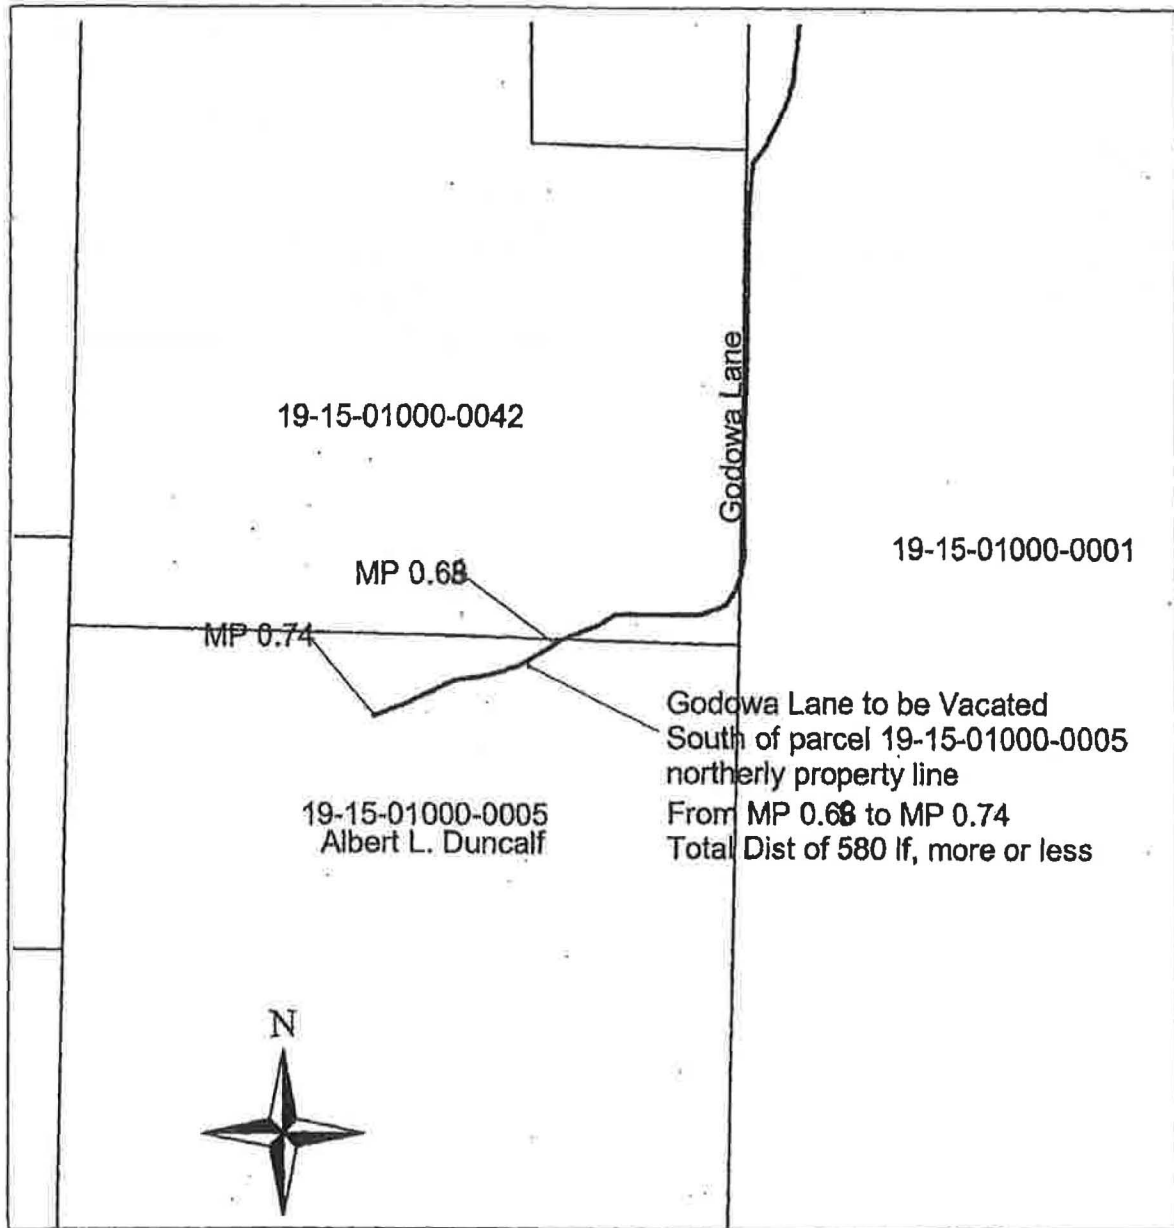 Godowa Lane
19-15-01000-0042
19-15-01000-0001
MP 0.68
MP 0.74
Godowa Lane to be Vacated
South of parcel 19-15-01000-0005
northerly property line
From MP 0.68 to MP 0.74
Total Dist of 580 lf, more or less
19-15-01000-0005
Albert L. Duncalf
N